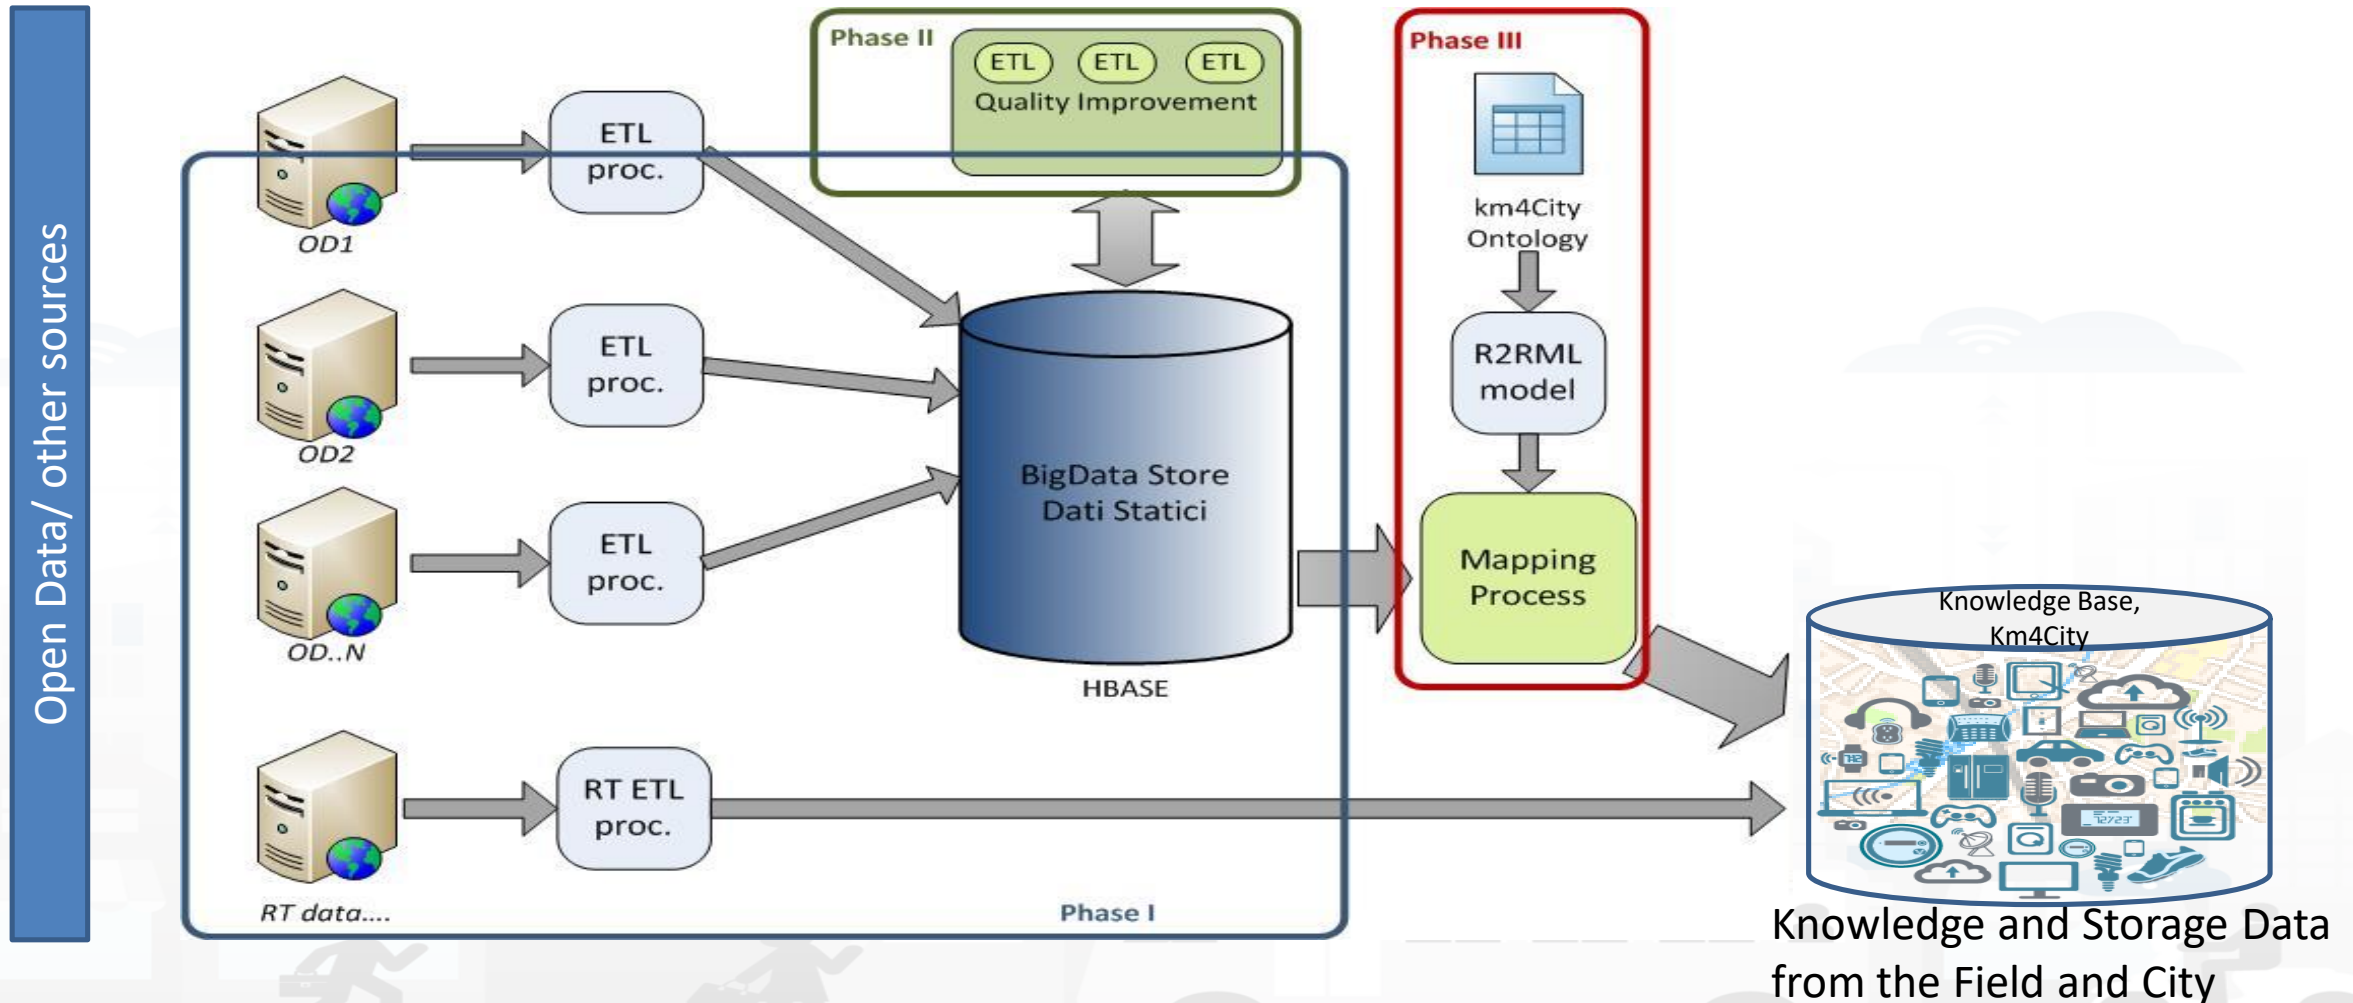 Open Data/ other sources
OD1
OD2
OD..N
RT data....
ETL
proc.
ETL
proc.
ETL
proc.
RT ETL
proc.
Phase I
Phase II
ETL
ETL
ETL
Quality Improvement
BigData Store
Dati Statici
HBASE
Phase III
km4City
Ontology
R2RML
model
Mapping
Process
Knowledge Base,
Km4City
Knowledge and Storage Data
from the Field and City